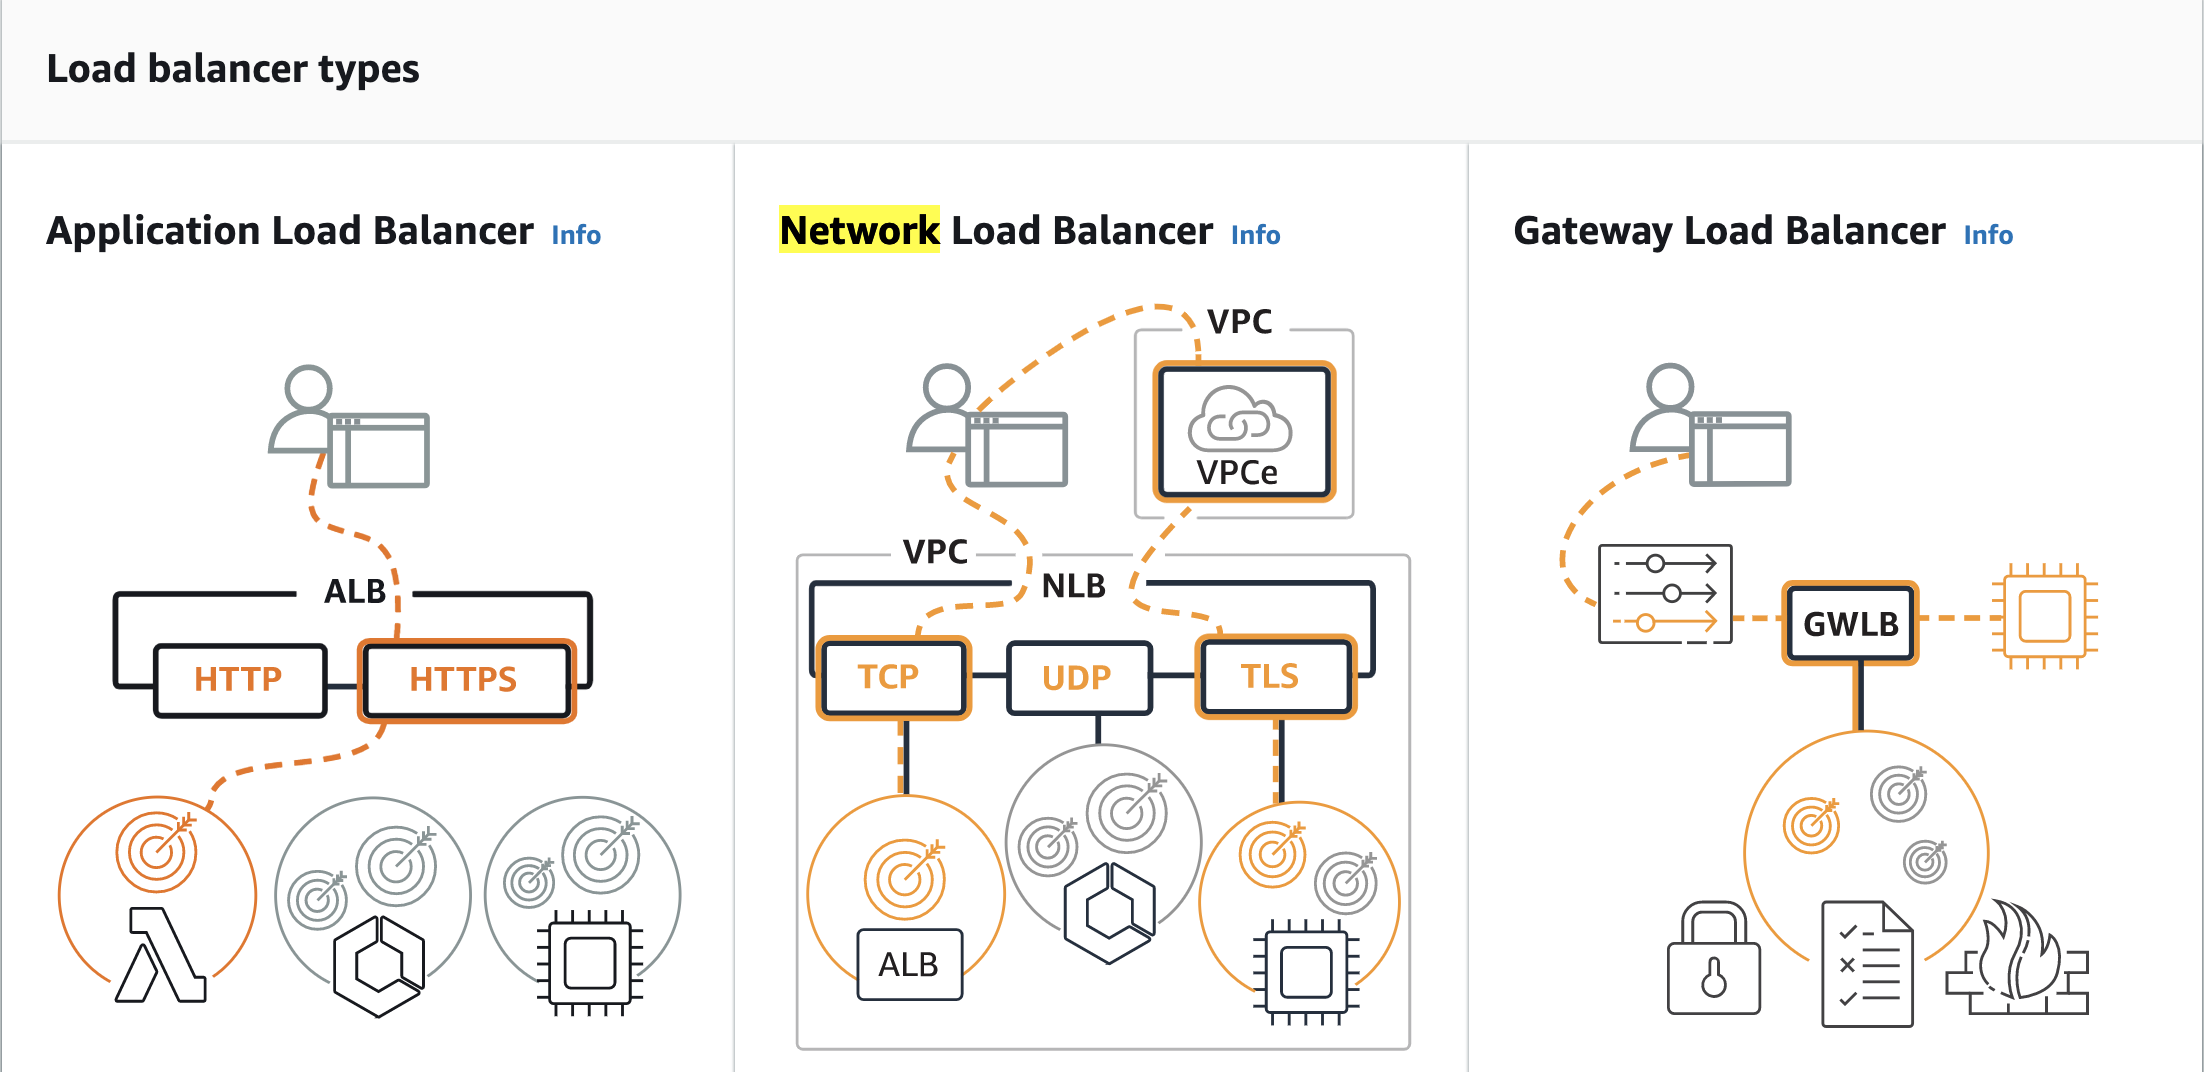 Load balancer types
Application Load Balancer Info
ALB
HTTP
HTTPS
Network Load Balancer Info
VPC
VPCe
VPC
NLB
TCP
UDP
TLS
ALB
Gateway Load Balancer Info
GWLB